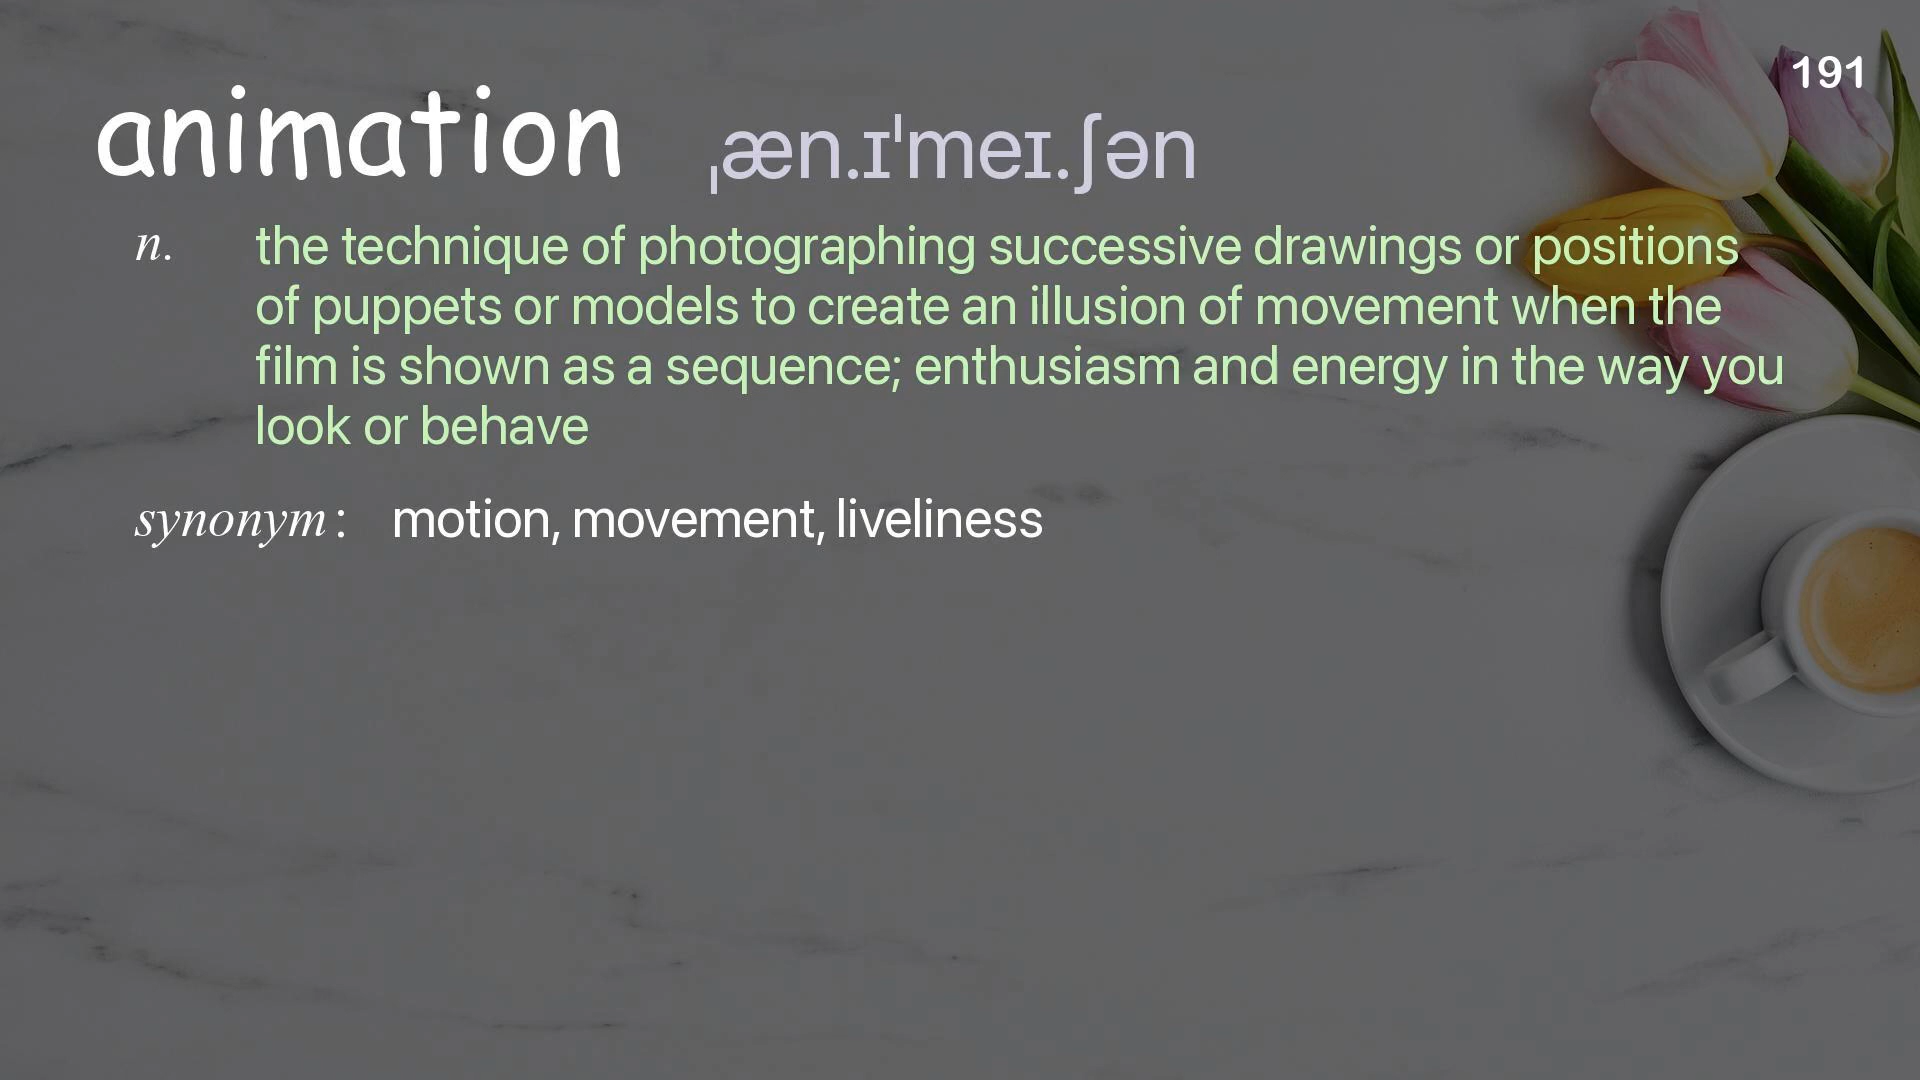 191
animation ˌæn.ɪˈmeɪ.ʃən
n. the technique of photographing successive drawings or positions
of puppets or models to create an illusion of movement when the
film is shown as a sequence; enthusiasm and energy in the way you
look or behave
synonym: motion, movement, liveliness